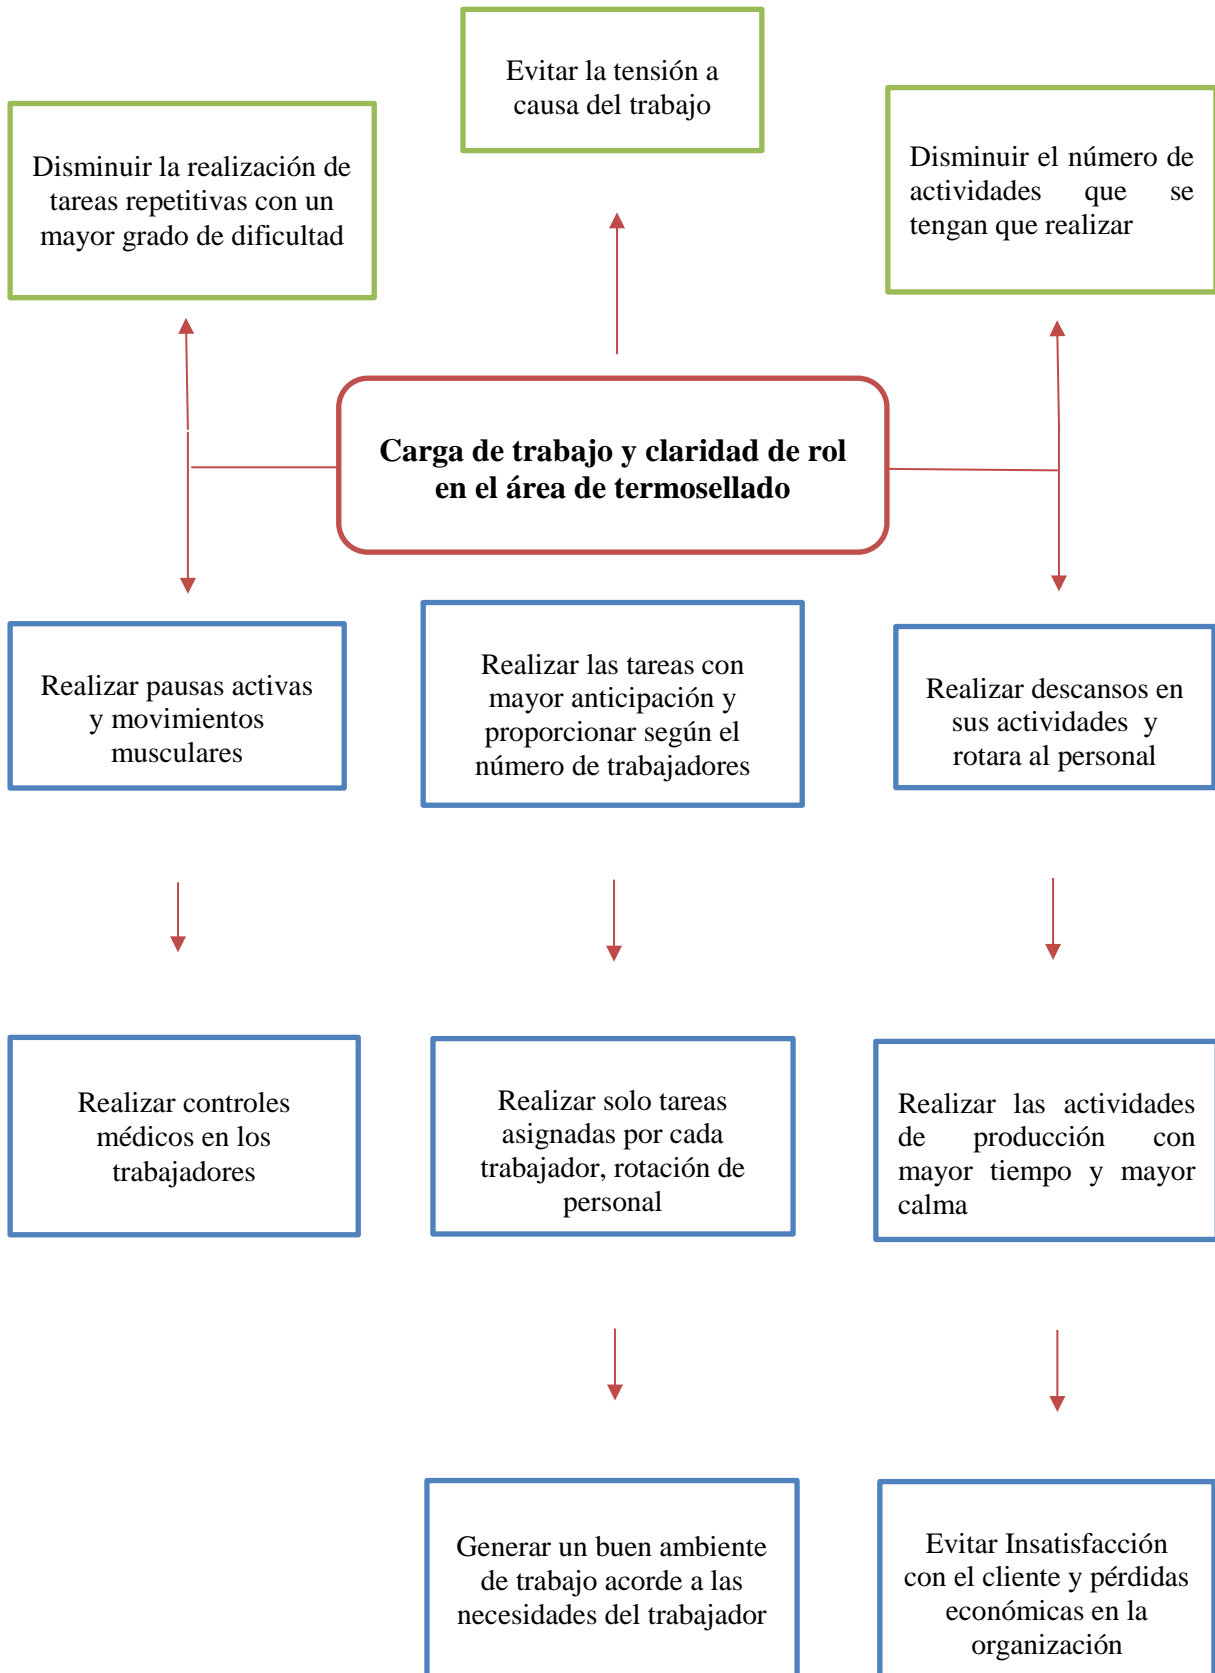 Evitar la tensión a
causa del trabajo
Disminuir la realización de
tareas repetitivas con un
mayor grado de dificultad
Disminuir el número de
actividades que se
tengan que realizar
Carga de trabajo y claridad de rol
en el área de termosellado
Realizar pausas activas
y movimientos
musculares
Realizar las tareas con
mayor anticipación y
proporcionar según el
número de trabajadores
Realizar descansos en
sus actividades y
rotara al personal
Realizar controles
médicos en los
trabajadores
Realizar solo tareas
asignadas por cada
trabajador, rotación de
personal
Realizar las actividades
de producción con
mayor tiempo y mayor
calma
Generar un buen ambiente
de trabajo acorde a las
necesidades del trabajador
Evitar Insatisfacción
con el cliente y pérdidas
económicas en la
organización